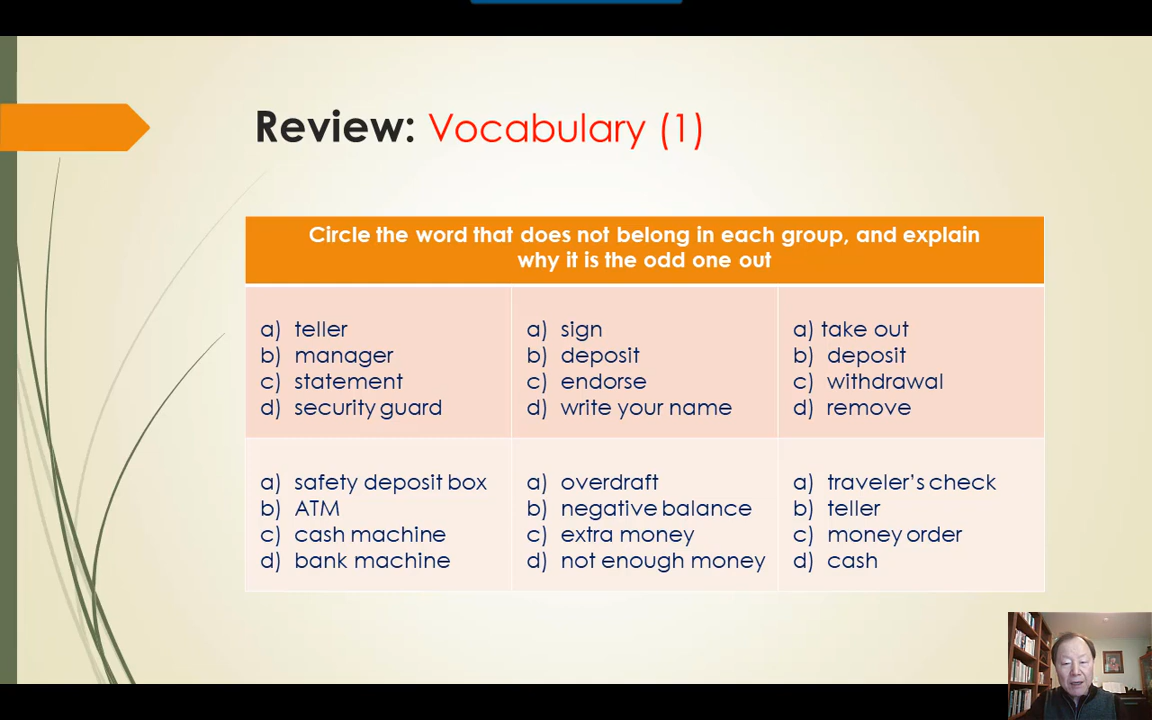 Review: Vocabulary (1)
Circle the word that does not belong in each group, and explain
why it is the odd one out
a) teller
b) manager
c) statement
d) security guard
a) sign
b) deposit
c) endorse
d) write your name
a) take out
b) deposit
c) withdrawal
d) remove
a) safety deposit box
b) ATM
c) cash machine
d) bank machine
a) overdraft
b) negative balance
c) extra money
d) not enough money
a) traveler’s check
b) teller
c) money order
d) cash